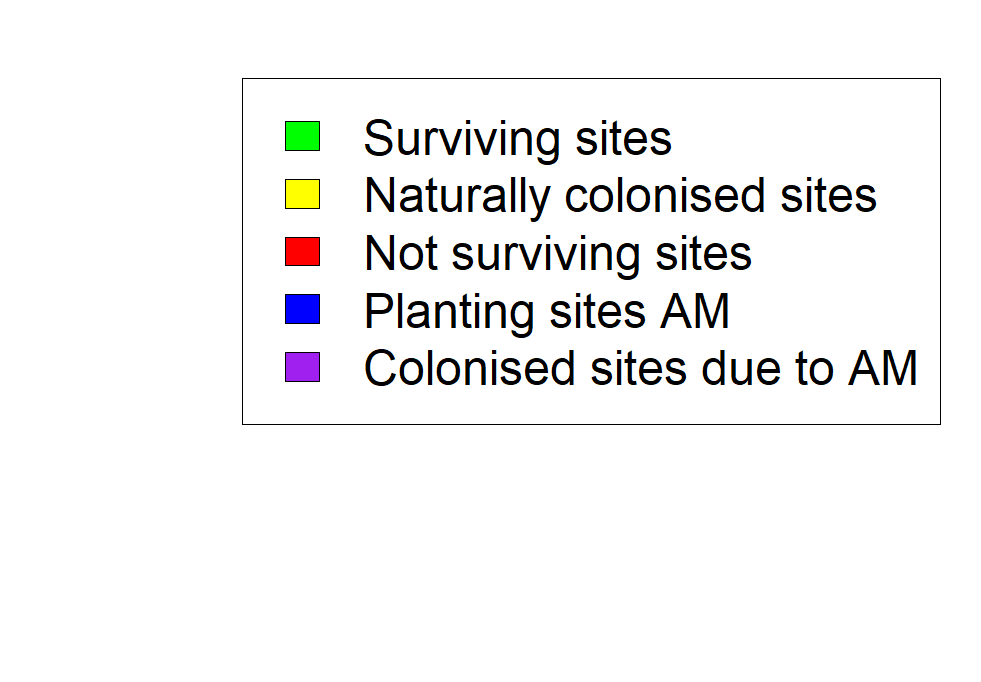 Surviving sites
Naturally colonised sites
Not surviving sites
Planting sites AM
Colonised sites due to AM